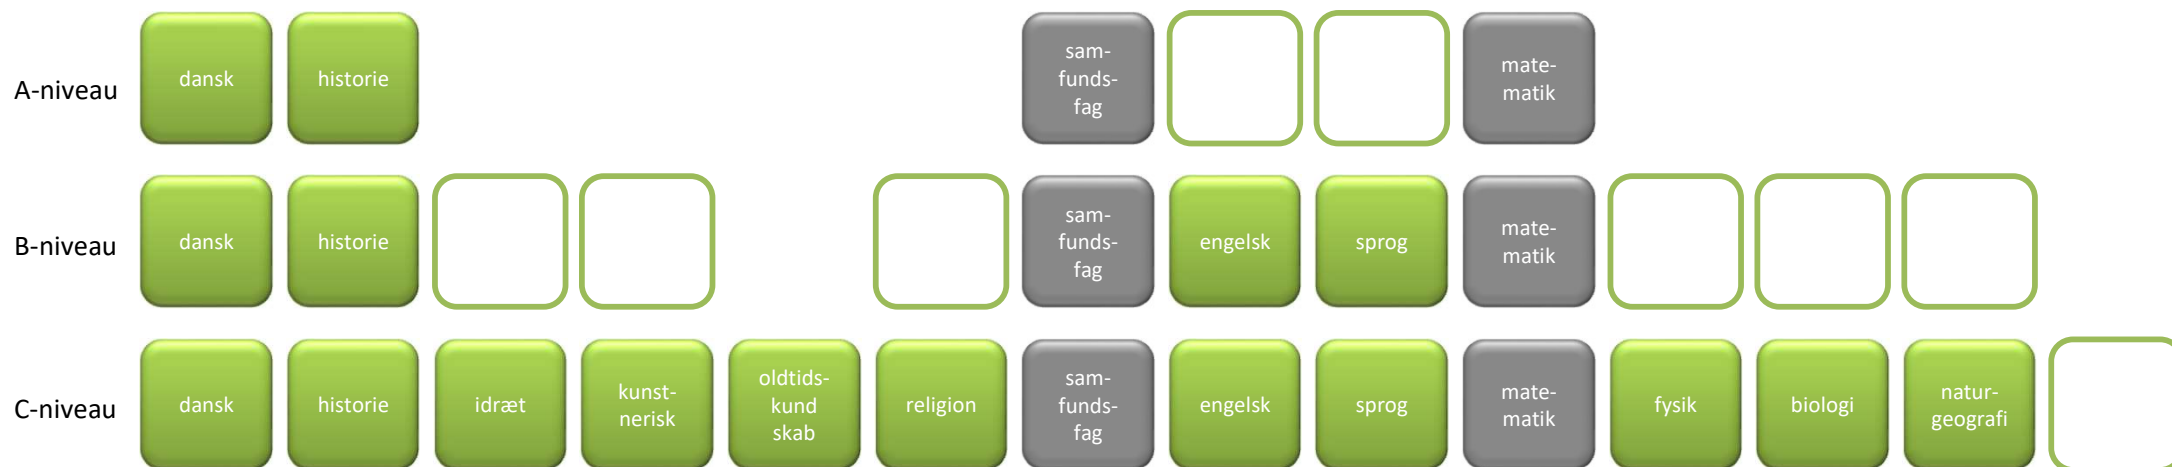 A-niveau
dansk
historie
sam-
funds-
fag
mate-
matik
B-niveau
dansk
historie
sam-
funds-
fag
engelsk
sprog
mate-
matik
C-niveau
dansk
historie
idræt
kunst-
nerisk
oldtids-
kund
skab
religion
sam-
funds-
fag
engelsk
sprog
mate-
matik
fysik
biologi
natur-
geografi